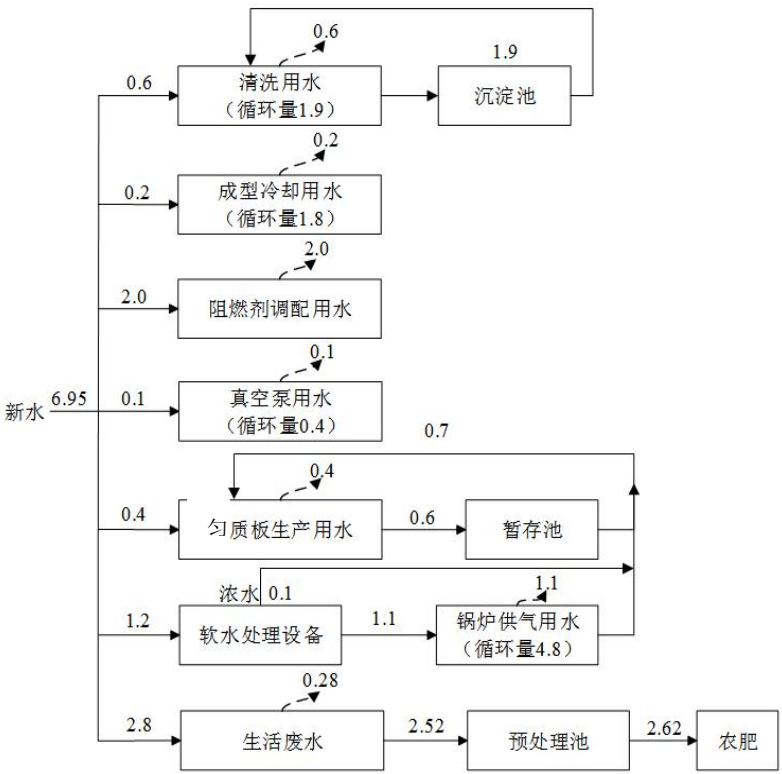 0.6
1.9
0.6
清洗用水
(循环量1.9)
沉淀池
0.2
0.2
成型冷却用水
(循环量1.8)
2.0
2.0
阻燃剂调配用水
0.1
新水
6.95
0.1
真空泵用水
(循环量0.4)
0.7
0.4
0.4
匀质板生产用水
0.6
暂存池
浓水
0.1
1.1
1.2
软水处理设备
1.1
锅炉供气用水
(循环量4.8)
0.28
2.8
生活废水
2.52
预处理池
2.62
农肥